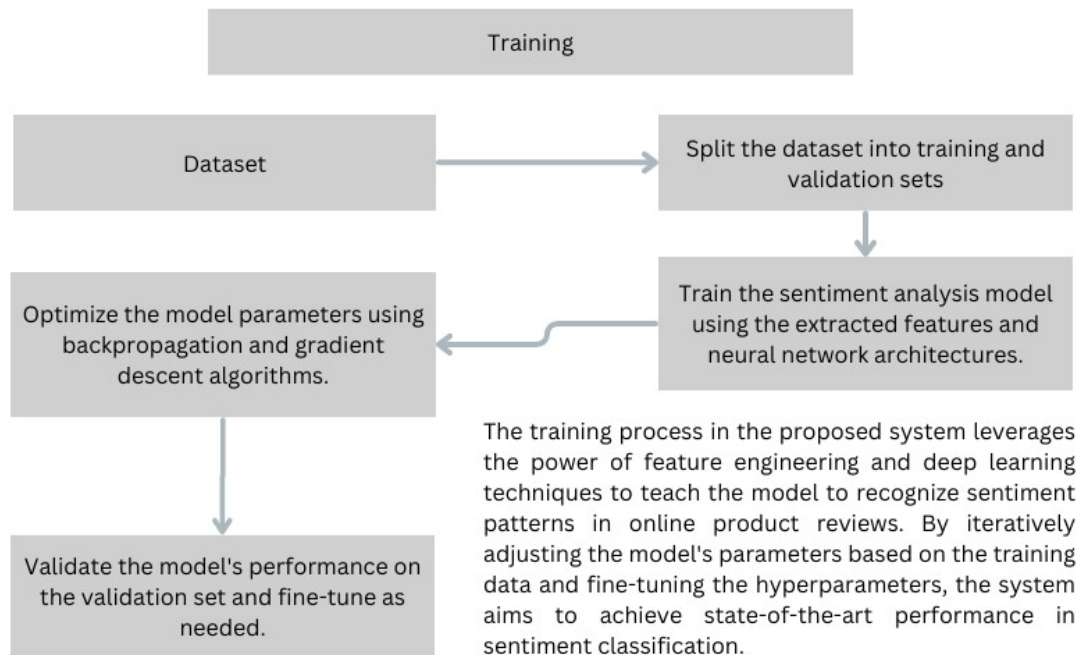 Training
Dataset
Split the dataset into training and
validation sets
Train the sentiment analysis model
using the extracted features and
neural network architectures.
Optimize the model parameters using
backpropagation and gradient
descent algorithms.
Validate the model's performance on
the validation set and fine-tune as
needed.
The training process in the proposed system leverages
the power of feature engineering and deep learning
techniques to teach the model to recognize sentiment
patterns in online product reviews. By iteratively
adjusting the model's parameters based on the training
data and fine-tuning the hyperparameters, the system
aims to achieve state-of-the-art performance in
sentiment classification.